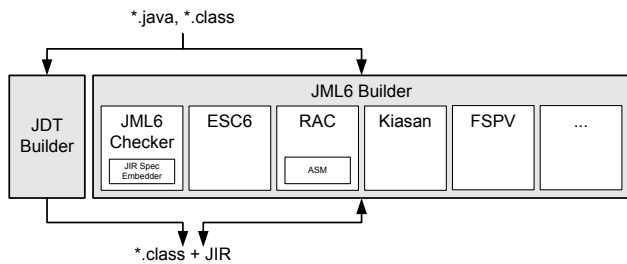 *.java, *.class
JML6 Builder
JDT
Builder
JML6
Checker
JIR Spec
Embedder
ESC6
RAC
ASM
Kiasan
FSPV
...
*.class + JIR